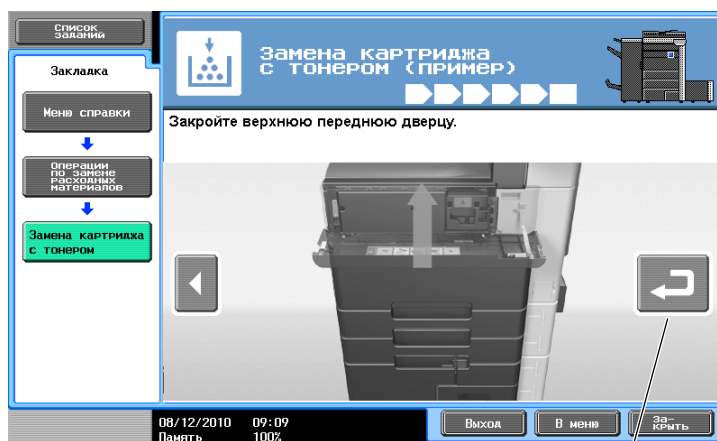 Список
заданий
Закладка
Меню справки
Операции
по замене
расходных
материалов
Замена картриджа
с тонером
Замена картриджа
с тонером (пример)
Закройте верхнюю переднюю дверцу.
08/12/2010 09:09
Память 100%
Выход
В меню
За-
крыть